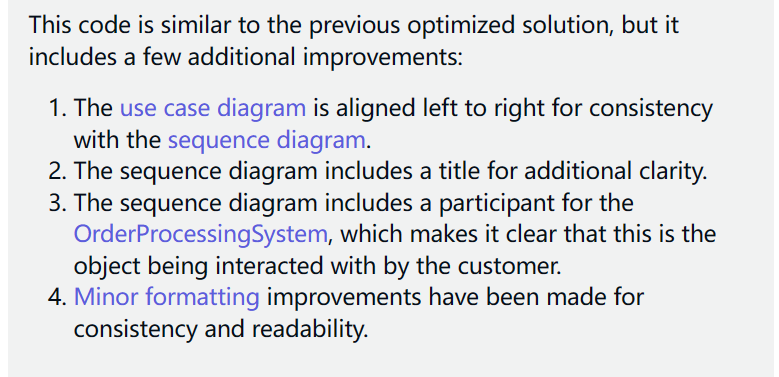 This code is similar to the previous optimized solution, but it
includes a few additional improvements:
1. The use case diagram is aligned left to right for consistency
with the sequence diagram.
2. The sequence diagram includes a title for additional clarity.
3. The sequence diagram includes a participant for the
OrderProcessingSystem, which makes it clear that this is the
object being interacted with by the customer.
4. Minor formatting improvements have been made for
consistency and readability.